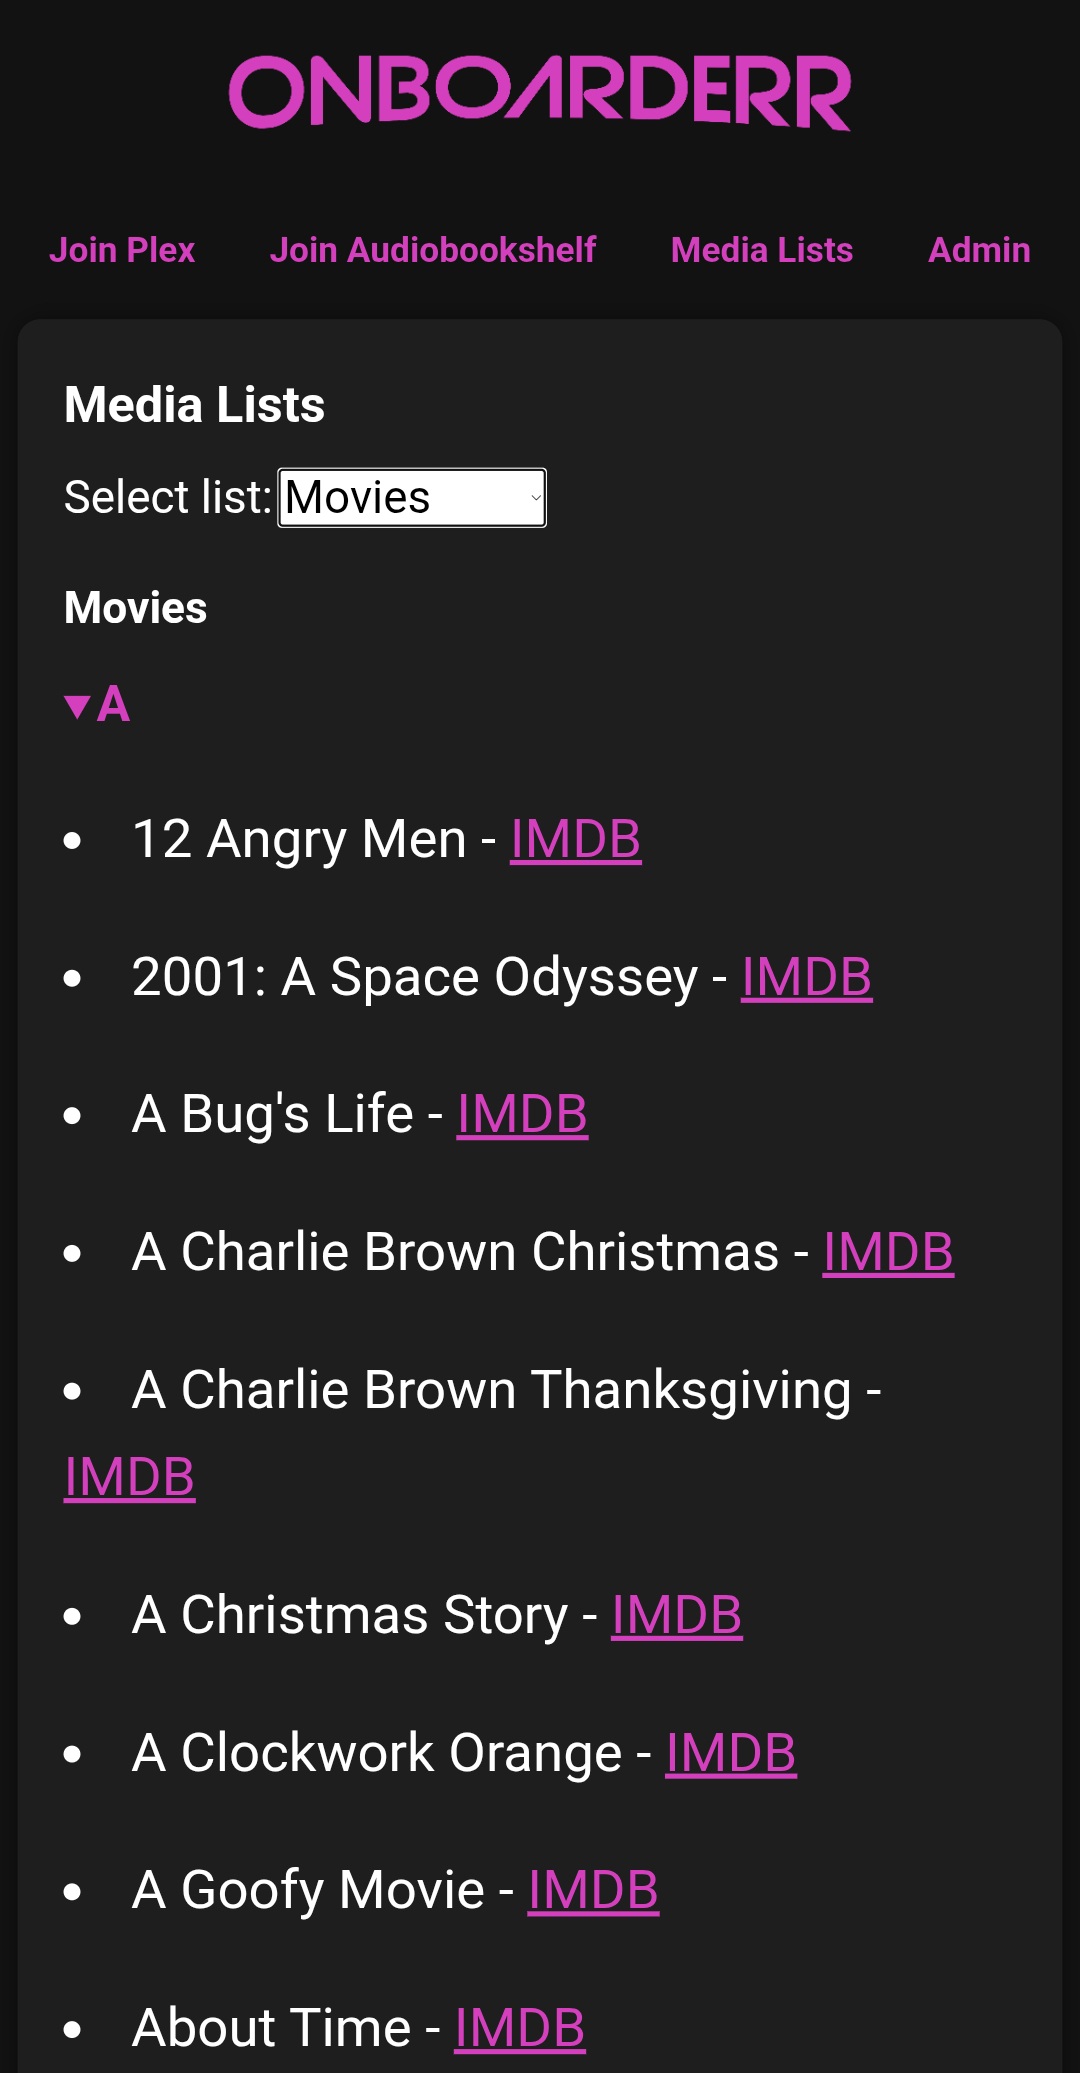 ONBOARDERR
Join Plex Join Audiobookshelf Media Lists Admin
Media Lists
Select list: Movies
Movies
▼A
• 12 Angry Men - IMDB
• 2001: A Space Odyssey - IMDB
• A Bug's Life - IMDB
• A Charlie Brown Christmas - IMDB
• A Charlie Brown Thanksgiving -
IMDB
• A Christmas Story - IMDB
• A Clockwork Orange - IMDB
• A Goofy Movie - IMDB
• About Time - IMDB